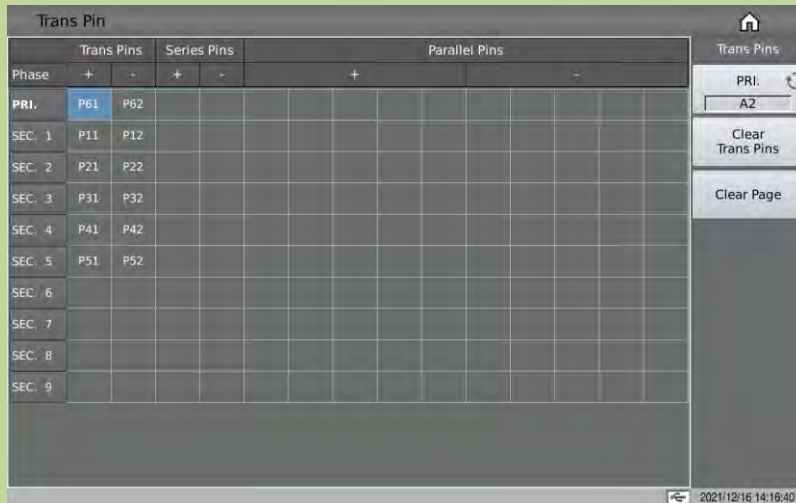 Trans Pin
Trans Pins Series Pins Parallel Pins
Phase + - + - + -
PRI. P61 P62
SEC. 1 P11 P12
SEC. 2 P21 P22
SEC. 3 P31 P32
SEC. 4 P41 P42
SEC. 5 P51 P52
SEC. 6
SEC. 7
SEC. 8
SEC. 9
Trans Pins
PRI.
A2
Clear
Trans Pins
Clear Page
2021/12/16 14:16:40